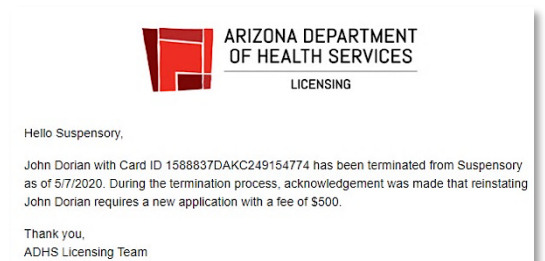 ARIZONA DEPARTMENT
OF HEALTH SERVICES
LICENSING
Hello Suspensory,
John Dorian with Card ID 1588837DAKC249154774 has been terminated from Suspensory
as of 5/7/2020. During the termination process, acknowledgement was made that reinstating
John Dorian requires a new application with a fee of $500.
Thank you,
ADHS Licensing Team